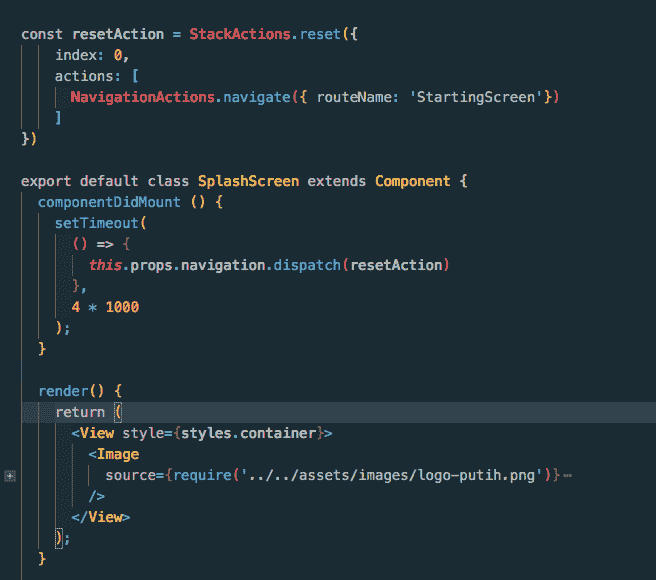 const resetAction = StackActions.reset({
index: 0,
actions: [
NavigationActions.navigate({ routeName: 'StartingScreen'})
]
})
export default class SplashScreen extends Component {
componentDidMount () {
setTimeout(
() => {
this.props.navigation.dispatch(resetAction)
},
4 * 1000
);
}
render() {
return (
<View style={styles.container}>
<Image
source={require('../../assets/images/logo-putih.png')}
/>
</View>
);
}